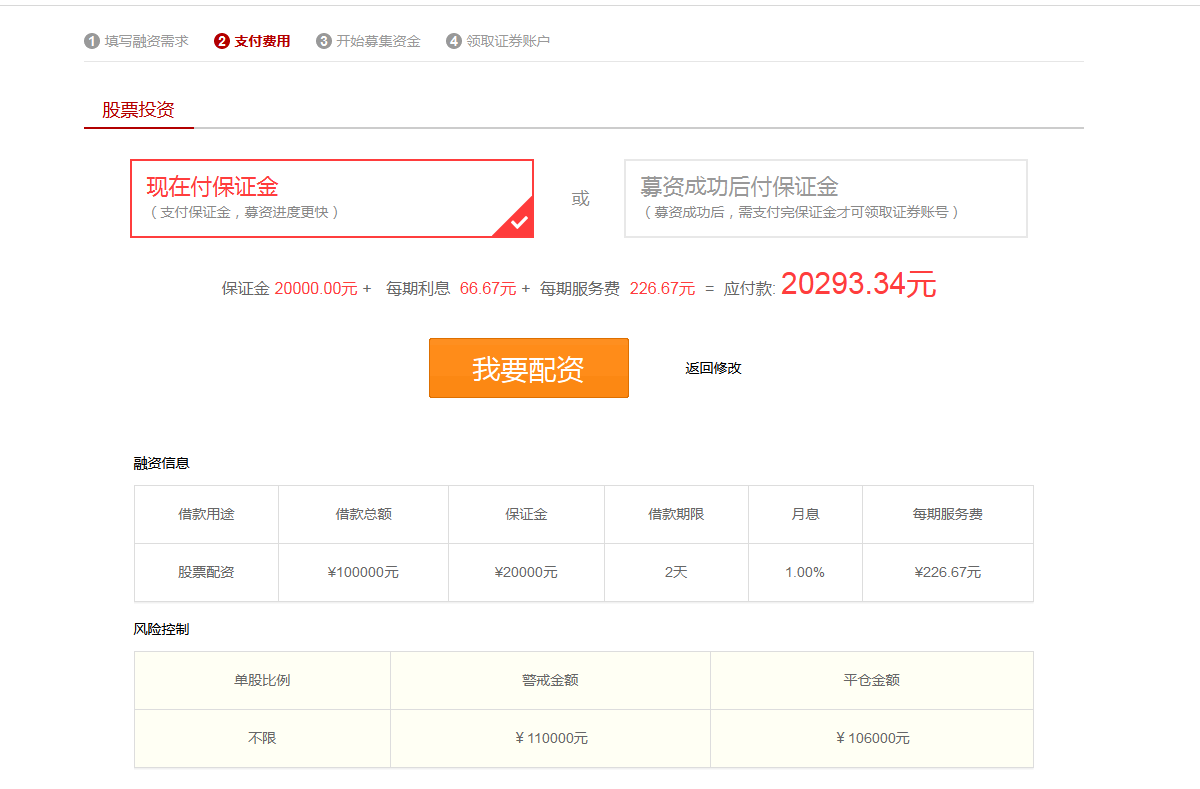 1 填写融资需求 2 支付费用 3 开始募集资金 4 领取证券账户
股票投资
现在付保证金
（支付保证金，募资进度更快）
或
募资成功后付保证金
（募资成功后，需支付完保证金才可领取证券账号）
保证金 20000.00元 + 每期利息 66.67元 + 每期服务费 226.67元 = 应付款: 20293.34元
我要配资 返回修改
融资信息
借款用途 借款总额 保证金 借款期限 月息 每期服务费
股票配资 ¥100000元 ¥20000元 2天 1.00% ¥226.67元
风险控制
单股比例 警戒金额 平仓金额
不限 ¥ 110000元 ¥ 106000元